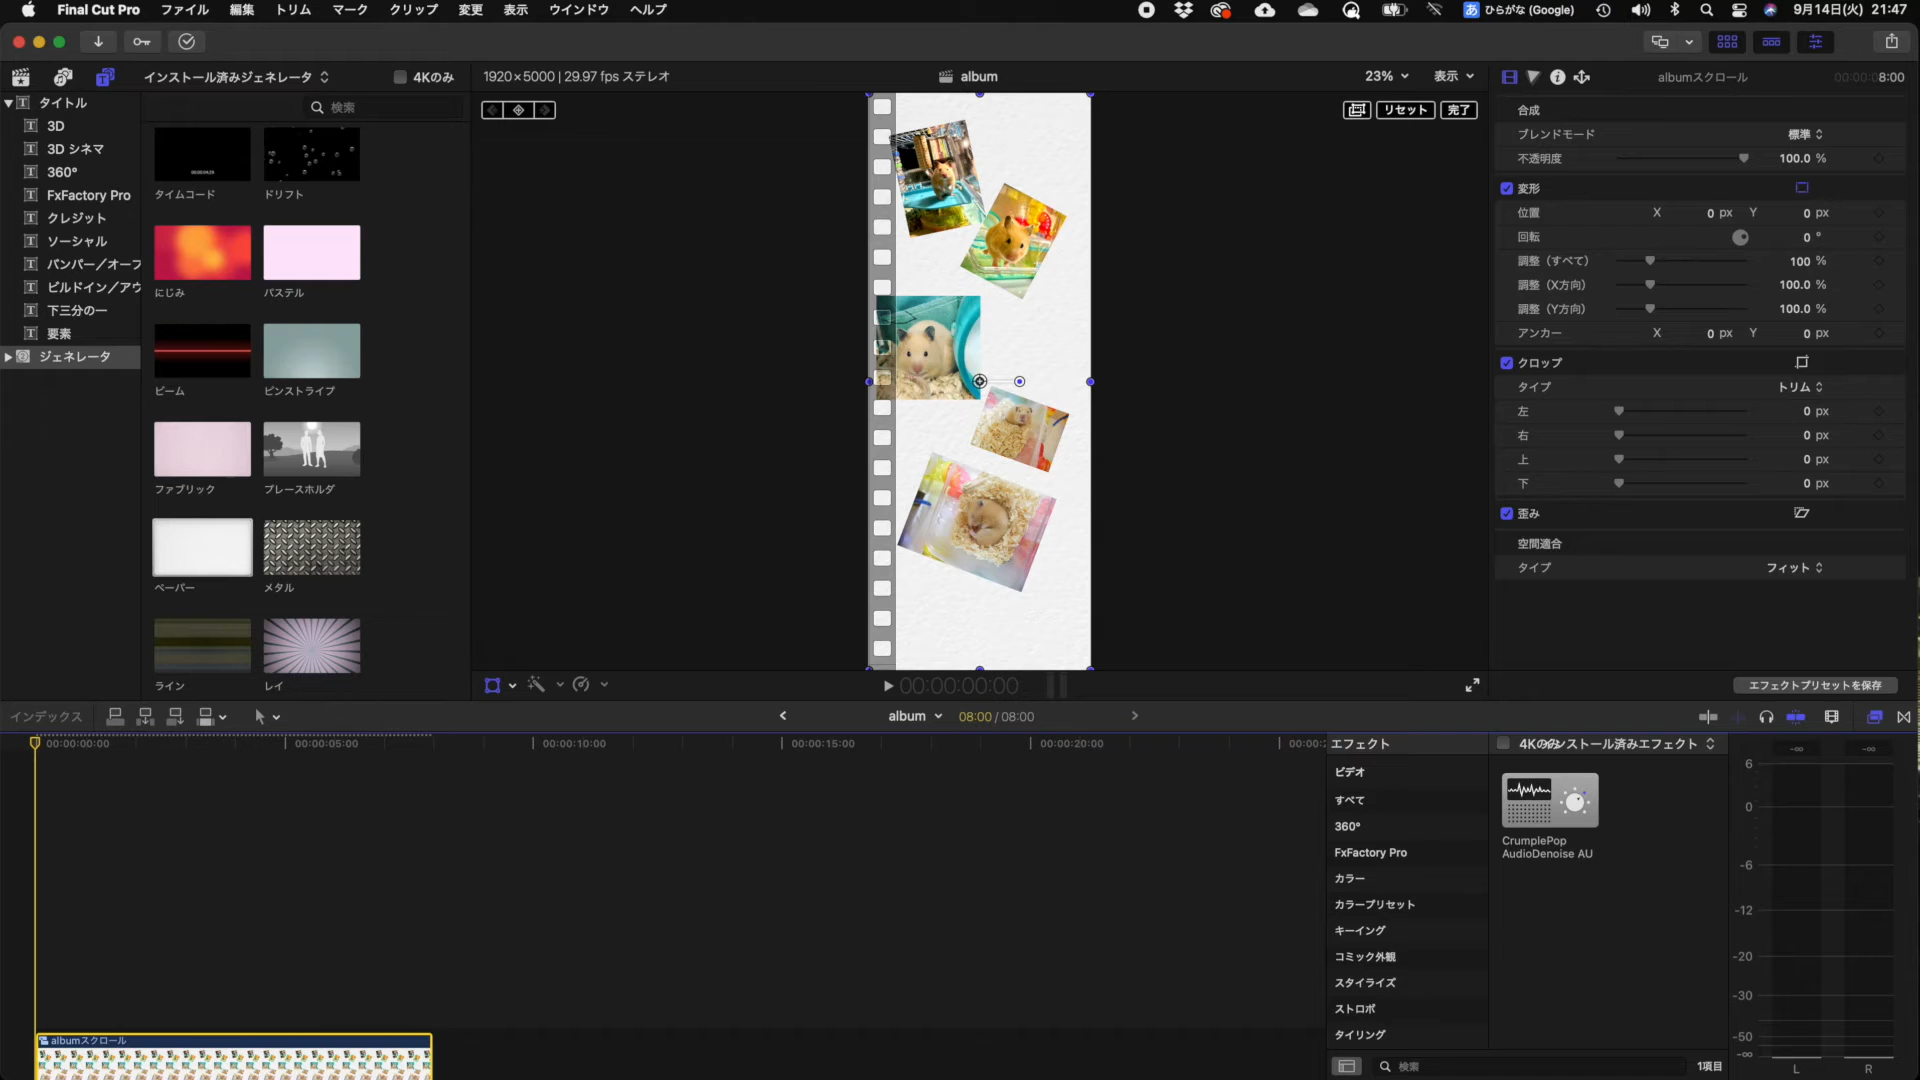 Final Cut Pro ファイル 編集 トリム マーク クリップ 変更 表示 ウインドウ ヘルプ
あ ひらがな (Google) 9月14日(火) 21:47
インストール済みジェネレータ 4Kのみ
1920×5000 | 29.97 fps ステレオ
album
23% 表示
albumスクロール
00:00:08:00
タイトル
3D
3D シネマ
360°
FxFactory Pro
クレジット
ソーシャル
バンパー／オープ
ビルドイン／アウ
下三分の一
要素
ジェネレータ
検索
タイムコード ドリフト
にじみ パステル
ビーム ピンストライプ
ファブリック プレースホルダ
ペーパー メタル
ライン レイ
リセット 完了
合成
ブレンドモード 標準
不透明度 100.0 %
変形
位置 X 0 px Y 0 px
回転 0 °
調整（すべて） 100 %
調整（X方向） 100.0 %
調整（Y方向） 100.0 %
アンカー X 0 px Y 0 px
クロップ
タイプ トリム
左 0 px
右 0 px
上 0 px
下 0 px
歪み
空間適合
タイプ フィット
00:00:00:00
エフェクトプリセットを保存
インデックス
album 08:00 / 08:00
00:00:00:00 00:00:05:00 00:00:10:00 00:00:15:00 00:00:20:00 00:00:2
albumスクロール
エフェクト
4Kのみ
ンストール済みエフェクト
ビデオ
すべて
360°
FxFactory Pro
カラー
カラープリセット
キーイング
コミック外観
スタイライズ
ストロボ
タイリング
CrumplePop
AudioDenoise AU
検索
1項目
-∞ -∞
6
0
-6
-12
-20
-30
-50
-∞
L R